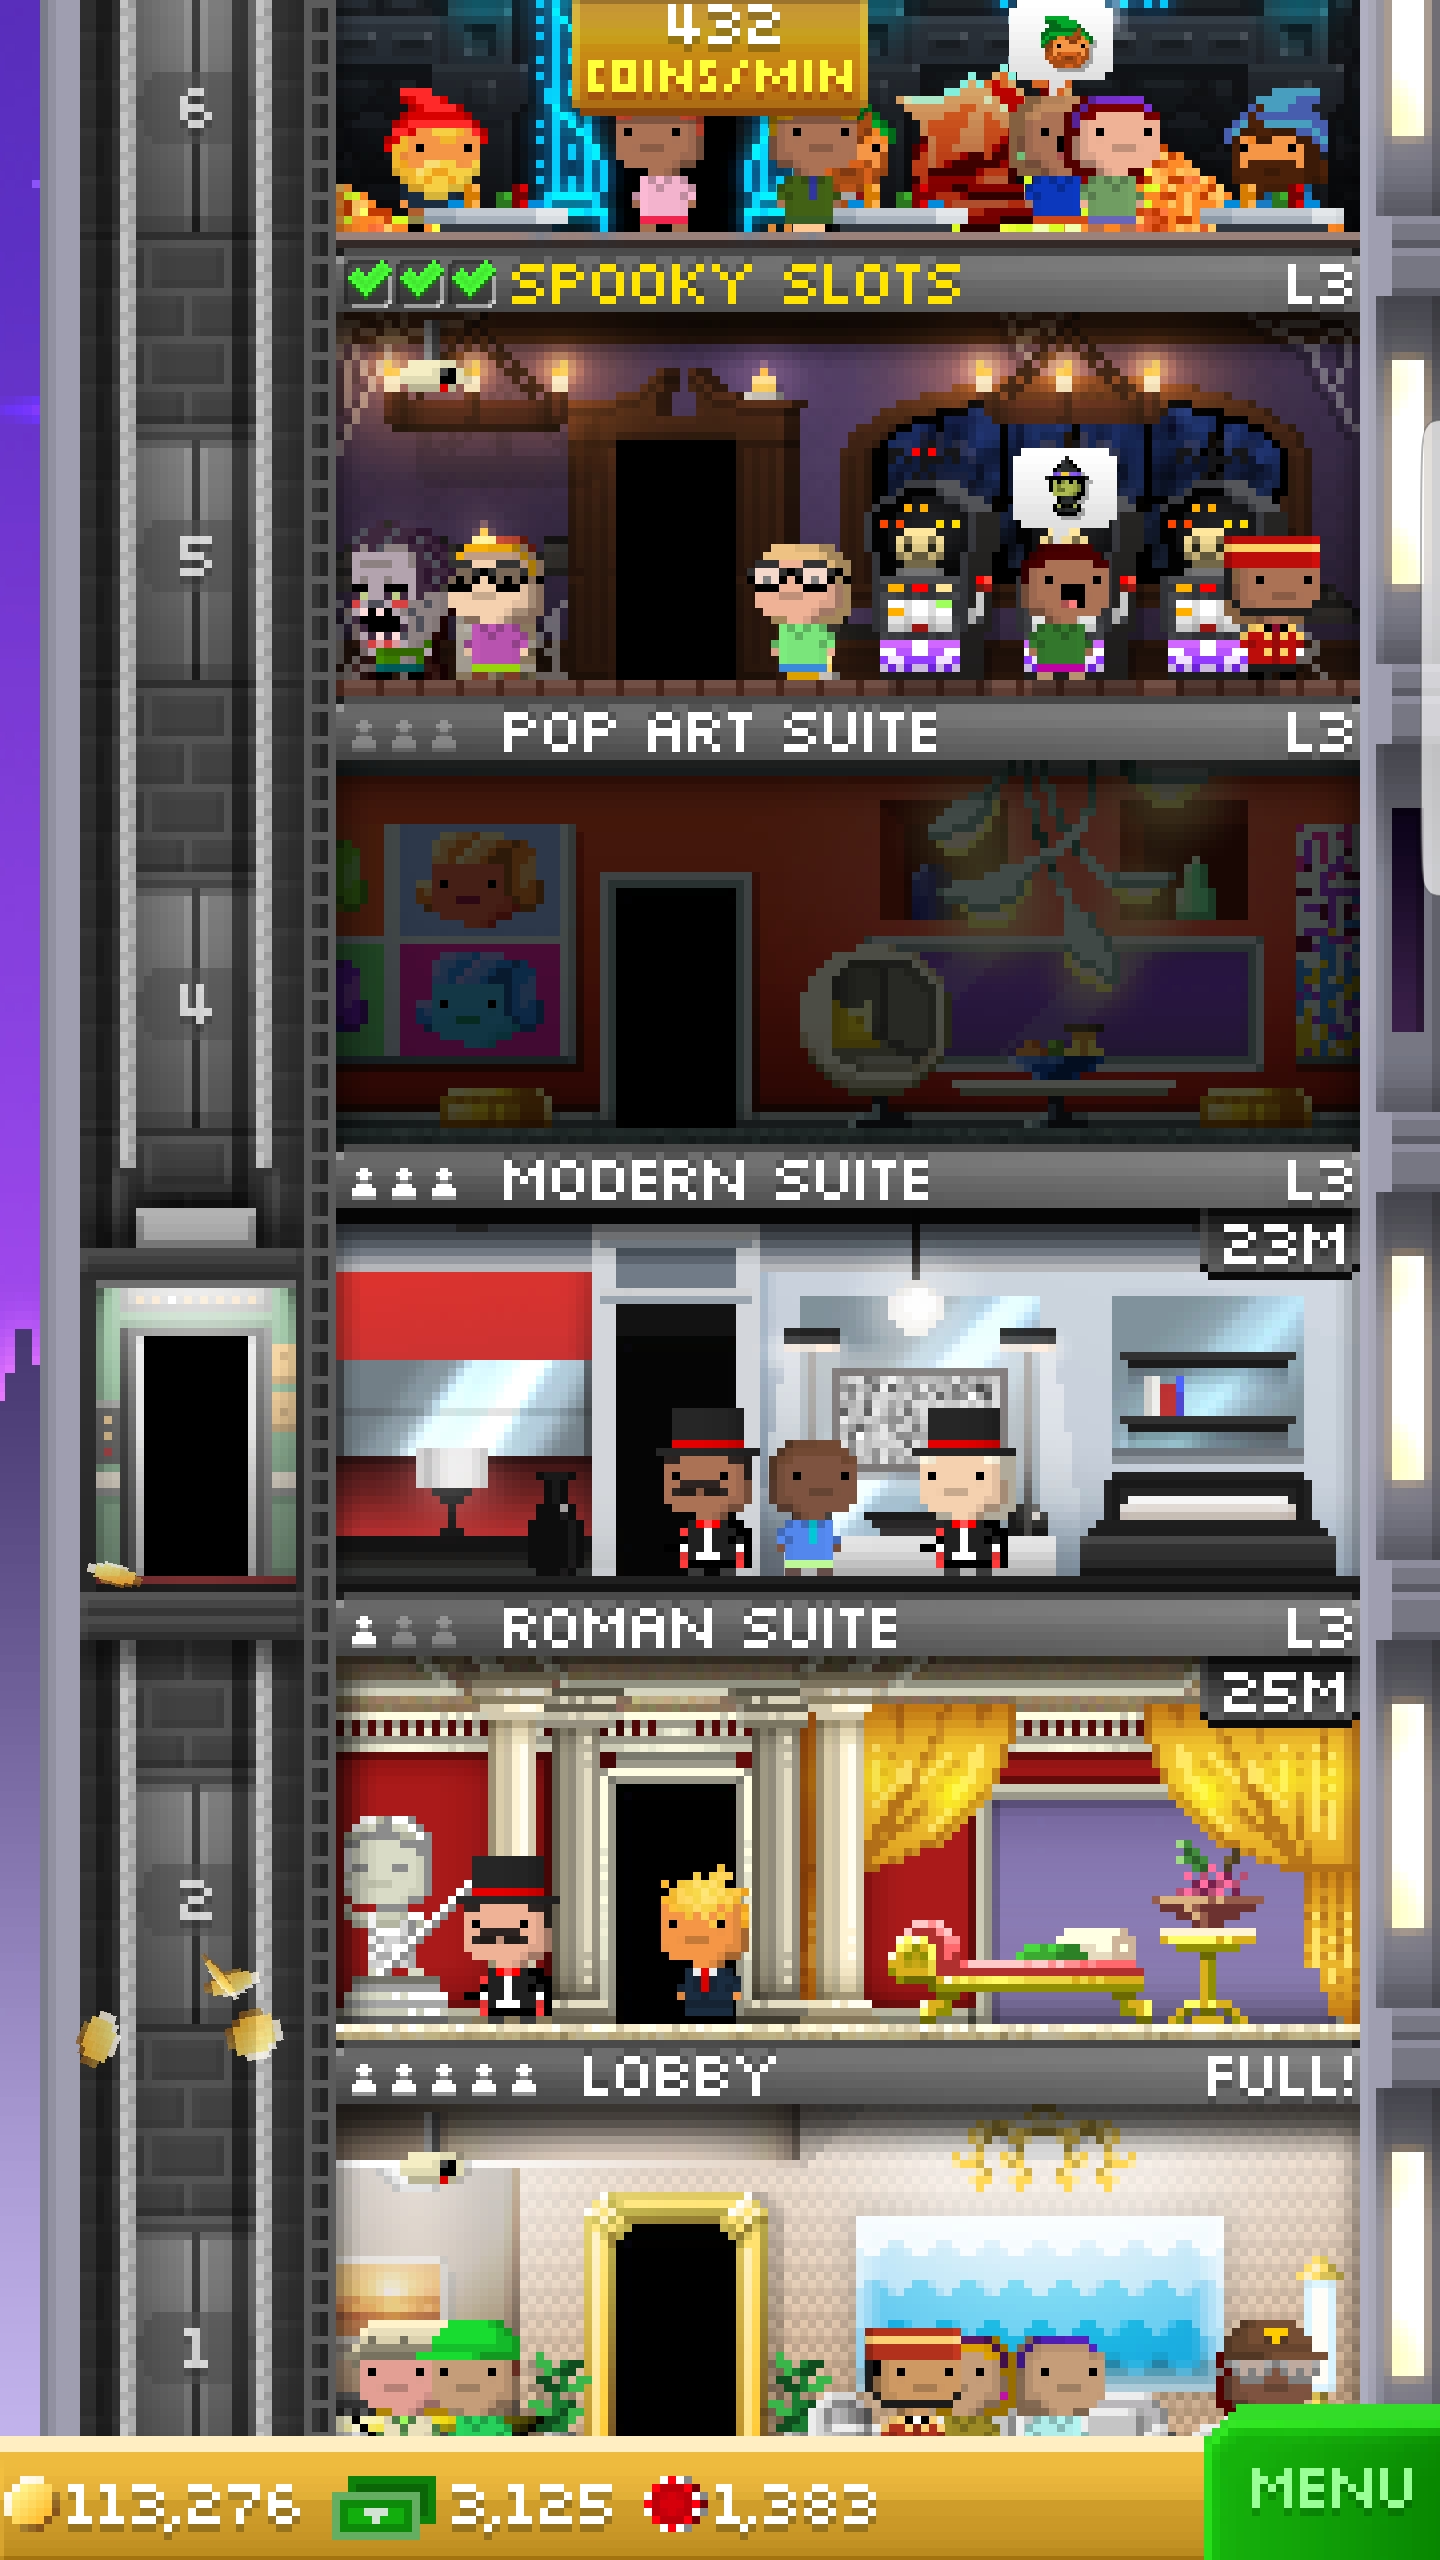 432
COINS/MIN
6
SPOOKY SLOTS L3
5
POP ART SUITE L3
4
MODERN SUITE L3
23M
ROMAN SUITE L3
25M
2
LOBBY FULL!
1
113,276 3,125 1,383
MENU